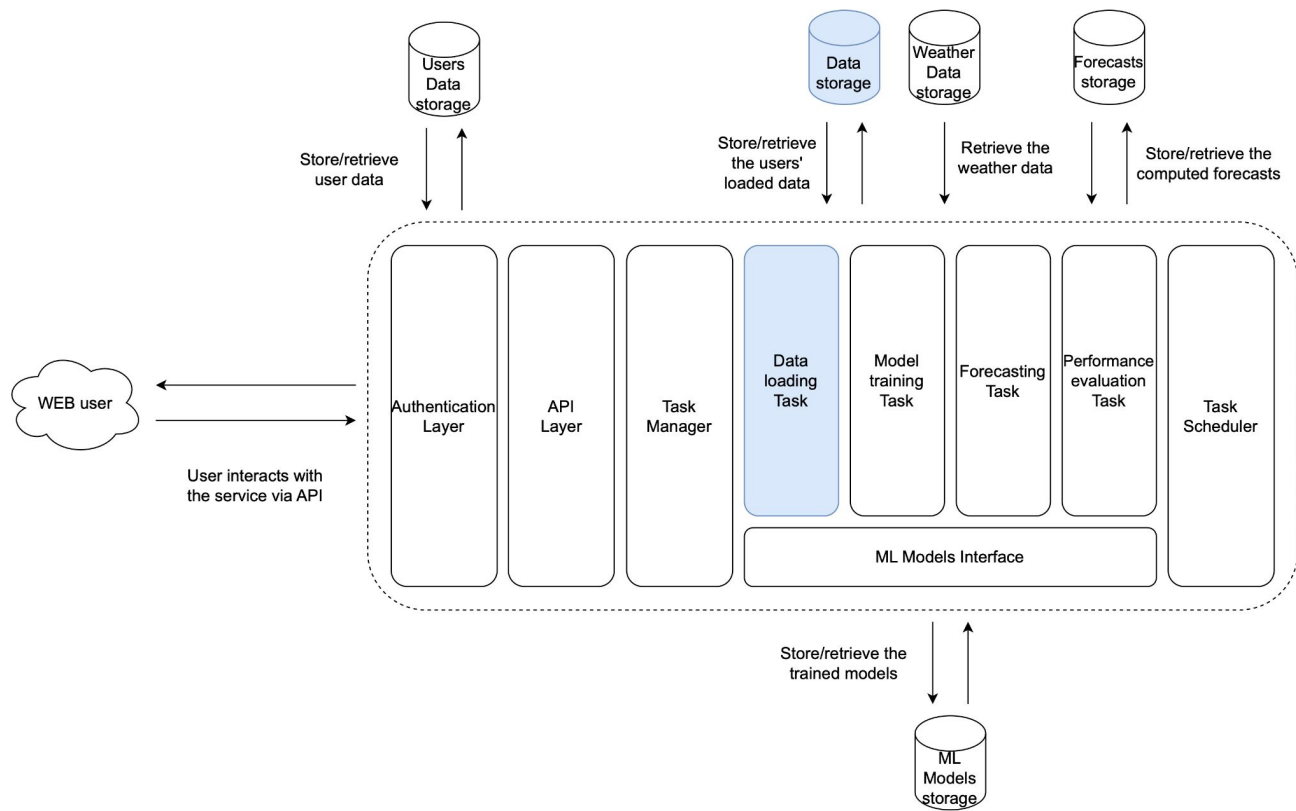 Users
Data
storage
Data
storage
Weather
Data
storage
Forecasts
storage
Store/retrieve
user data
Store/retrieve
the users'
loaded data
Retrieve the
weather data
Store/retrieve the
computed forecasts
WEB user
User interacts with
the service via API
Authentication
Layer
API
Layer
Task
Manager
Data
loading
Task
Model
training
Task
Forecasting
Task
Performance
evaluation
Task
Task
Scheduler
ML Models Interface
Store/retrieve the
trained models
ML
Models
storage